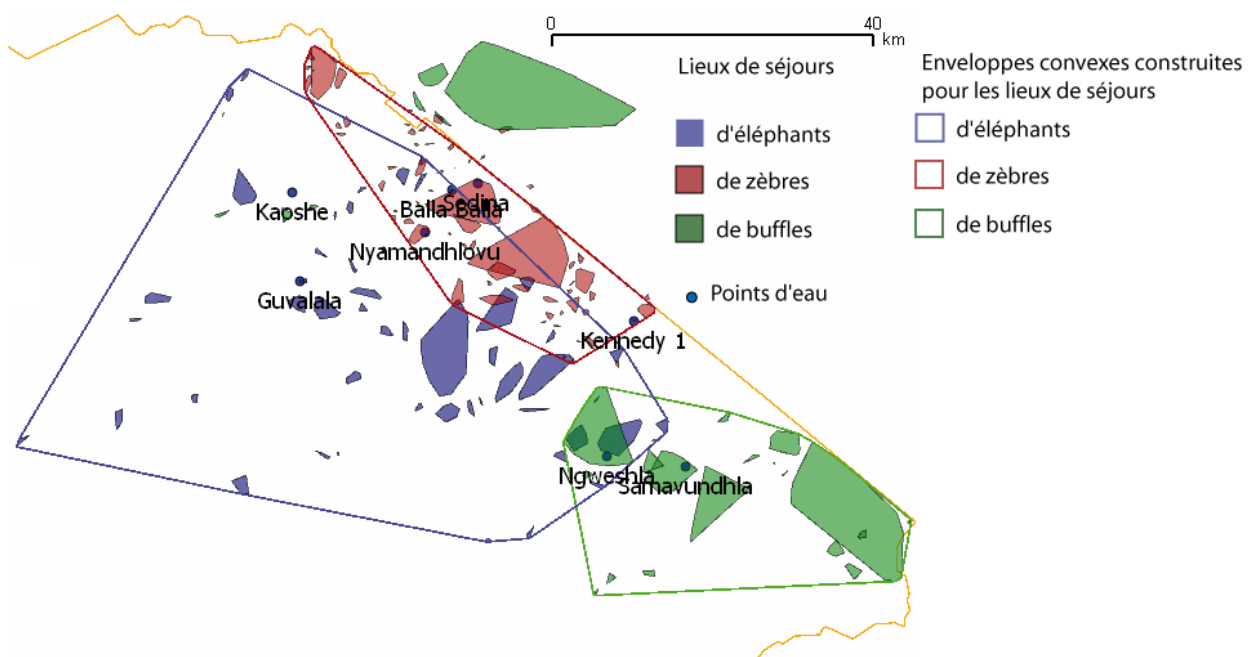 0
40
km
Lieux de séjours
d'éléphants
de zèbres
de buffles
Points d'eau
Enveloppes convexes construites
pour les lieux de séjours
d'éléphants
de zèbres
de buffles
Kapshe
Balla Balla
Sedina
Nyamandhlovu
Guvalala
Kennedy 1
Ngweshla
Samavundhla